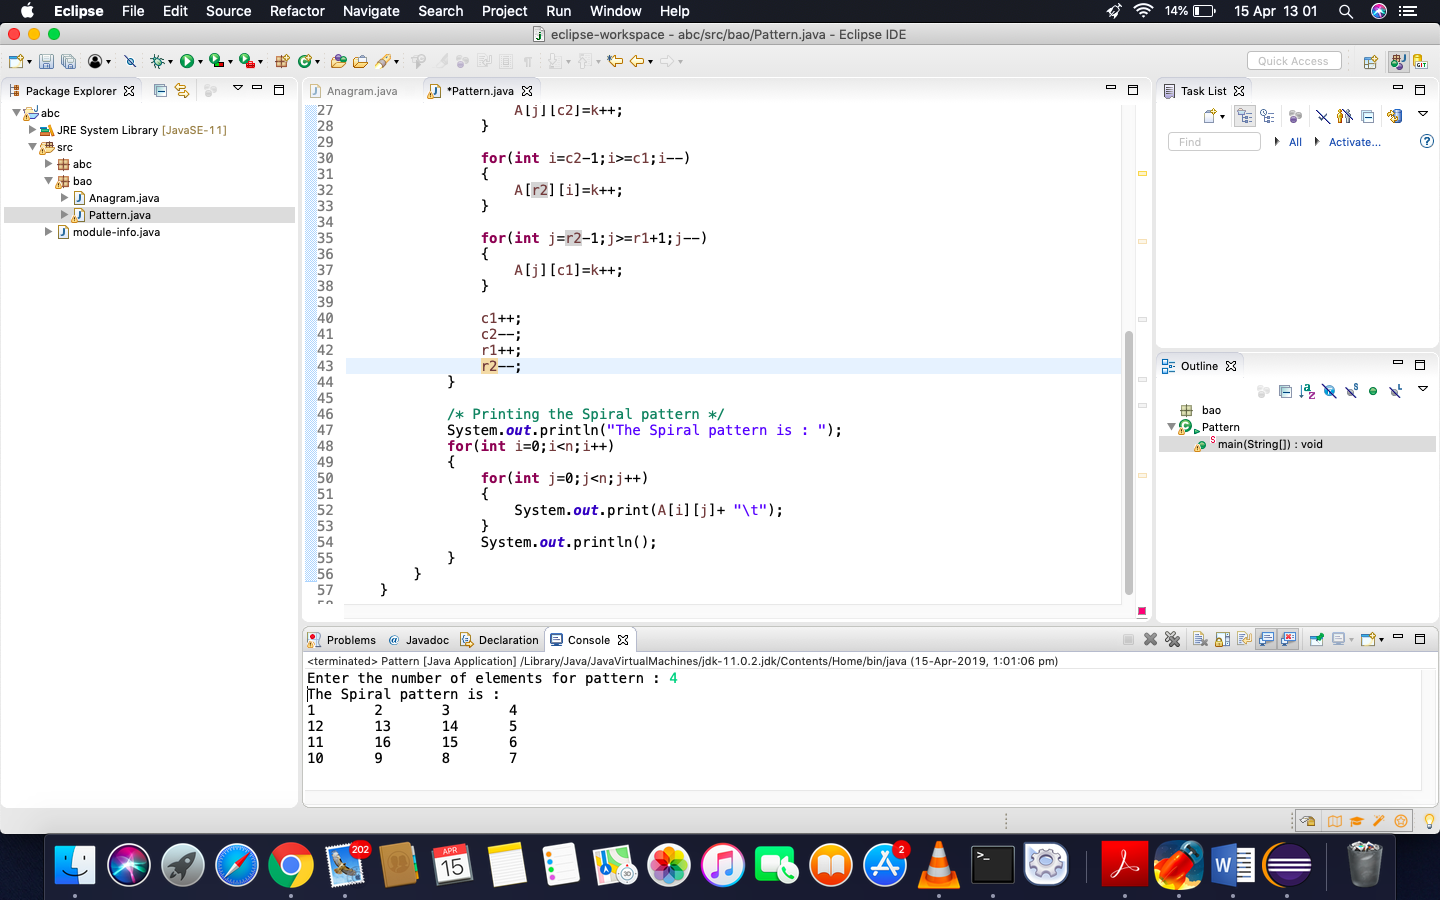 Eclipse File Edit Source Refactor Navigate Search Project Run Window Help 14% 15 Apr 13 01
eclipse-workspace - abc/src/bao/Pattern.java - Eclipse IDE
Quick Access
Package Explorer
abc
JRE System Library [JavaSE-11]
src
abc
bao
Anagram.java
Pattern.java
module-info.java
Anagram.java *Pattern.java
27 A[j][c2]=k++;
28 }
29
30 for(int i=c2-1;i>=c1;i--)
31 {
32 A[r2][i]=k++;
33 }
34
35 for(int j=r2-1;j>=r1+1;j--)
36 {
37 A[j][c1]=k++;
38 }
39
40 c1++;
41 c2--;
42 r1++;
43 r2--;
44 }
45
46 /* Printing the Spiral pattern */
47 System.out.println("The Spiral pattern is : ");
48 for(int i=0;i<n;i++)
49 {
50 for(int j=0;j<n;j++)
51 {
52 System.out.print(A[i][j]+ "\t");
53 }
54 System.out.println();
55 }
56 }
57 }
Task List
Find All Activate...
Outline
bao
Pattern
main(String[]) : void
Problems Javadoc Declaration Console
<terminated> Pattern [Java Application] /Library/Java/JavaVirtualMachines/jdk-11.0.2.jdk/Contents/Home/bin/java (15-Apr-2019, 1:01:06 pm)
Enter the number of elements for pattern : 4
The Spiral pattern is :
1 2 3 4
12 13 14 5
11 16 15 6
10 9 8 7
202
APR
15
2